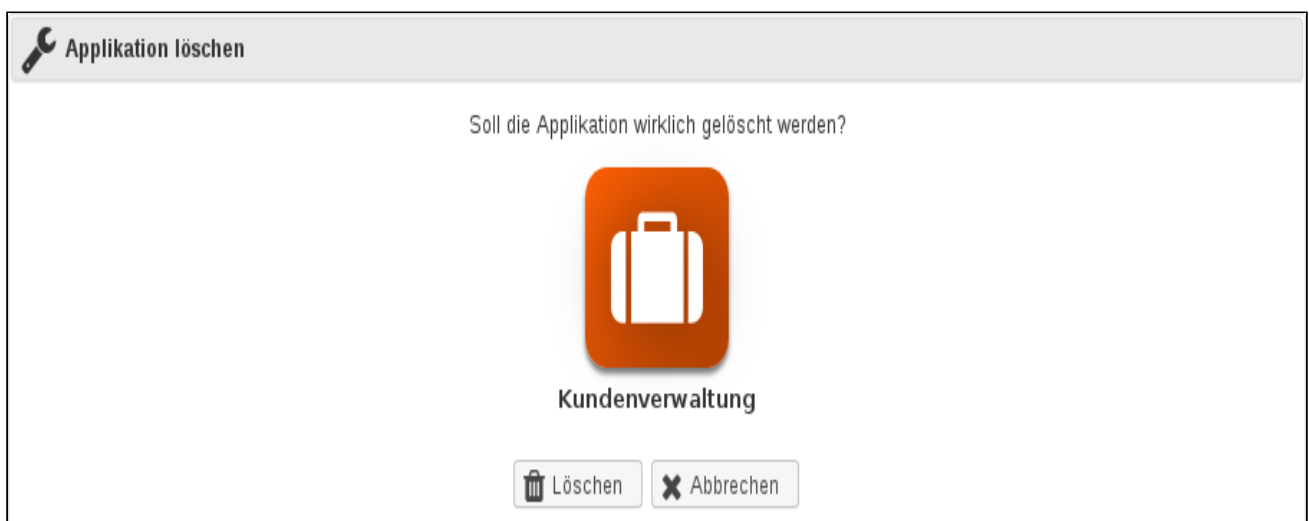 Applikation löschen
Soll die Applikation wirklich gelöscht werden?
Kundenverwaltung
Löschen Abbrechen